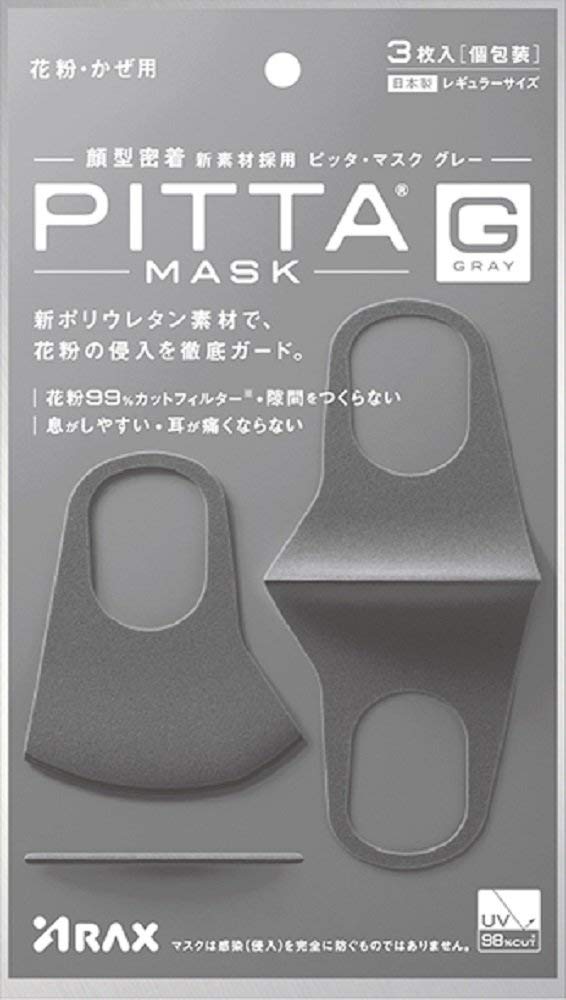 花粉・かぜ用
3枚入[個包装]
日本製 レギュラーサイズ
顔型密着 新素材採用 ピッタ・マスク グレー
PITTA® G
GRAY
MASK
新ポリウレタン素材で、
花粉の侵入を徹底ガード。
花粉99%カットフィルター※・隙間をつくらない
息がしやすい・耳が痛くならない
UV
98%CUT※
ARAX
マスクは感染(侵入)を完全に防ぐものではありません。